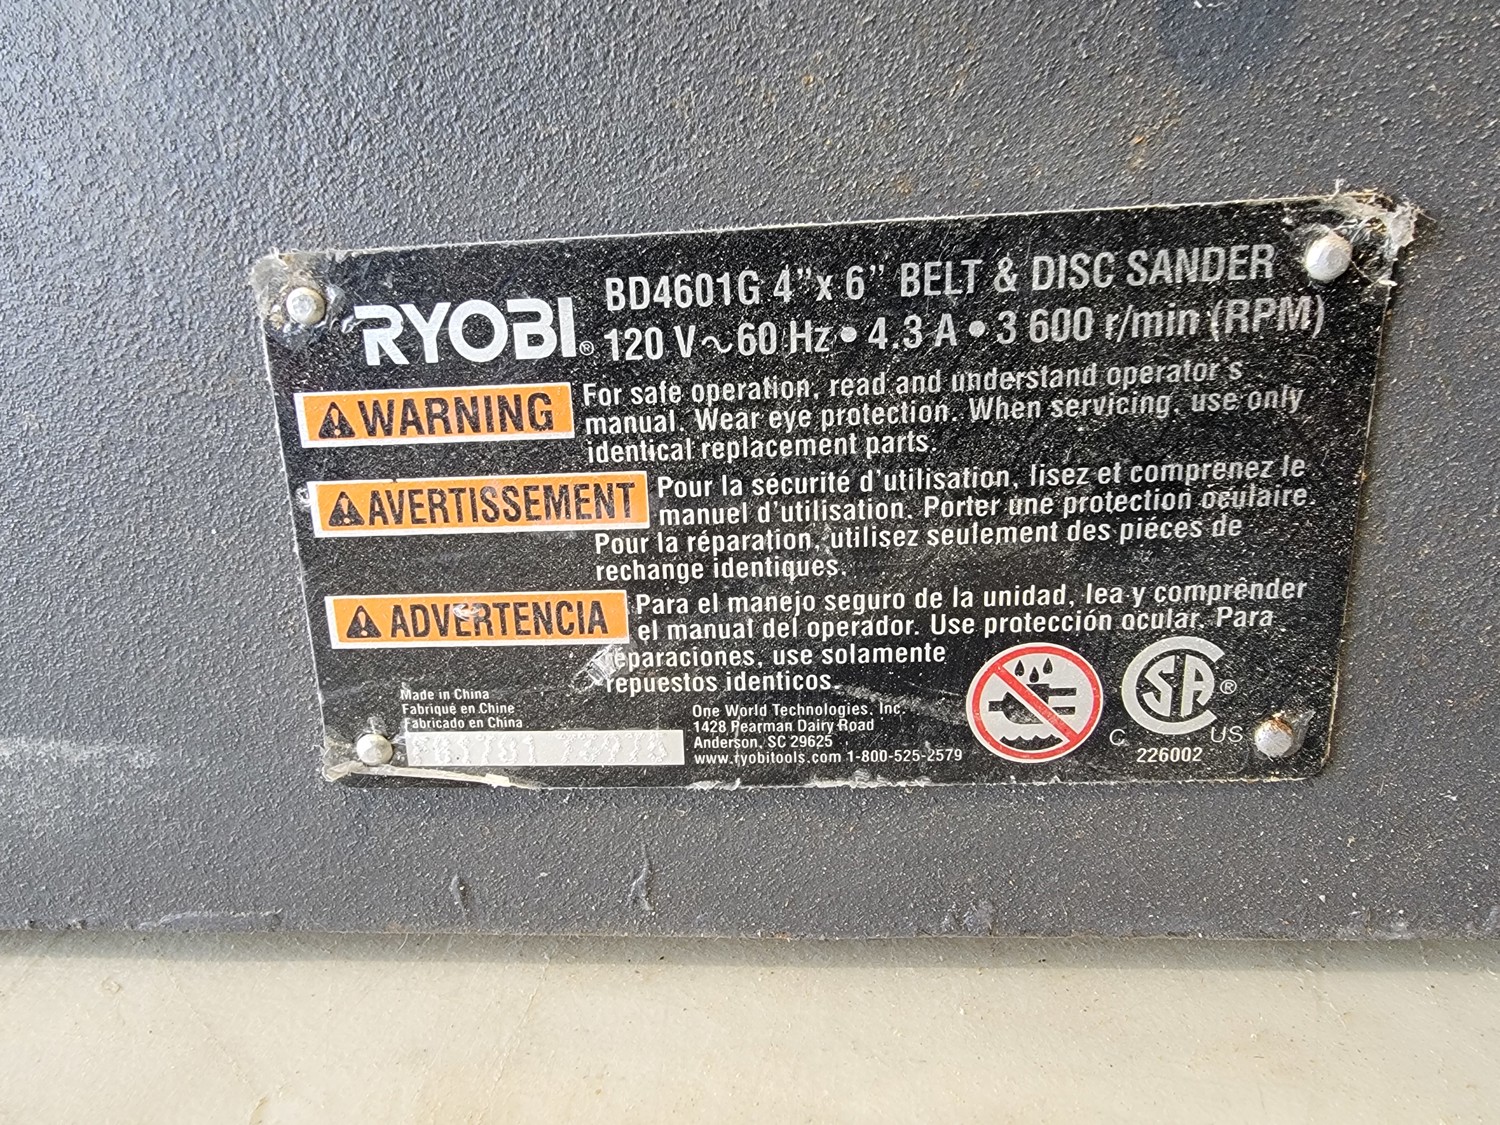 RYOBI®
BD4601G 4"x 6" BELT & DISC SANDER
120 V ~ 60 Hz • 4.3 A • 3 600 r/min (RPM)
WARNING
For safe operation, read and understand operator's
manual. Wear eye protection. When servicing, use only
identical replacement parts.
AVERTISSEMENT
Pour la sécurité d'utilisation, lisez et comprenez le
manuel d'utilisation. Porter une protection oculaire.
Pour la réparation, utilisez seulement des piéces de
rechange identiques.
ADVERTENCIA
Para el manejo seguro de la unidad, lea y comprender
el manual del operador. Use protección ocular. Para
reparaciones, use solamente
repuestos identicos.
Made in China
Fabriqué en Chine
Fabricado en China
One World Technologies, Inc.
1428 Pearman Dairy Road
Anderson, SC 29625
www.ryobitools.com 1-800-525-2579
CSA®
C US
226002